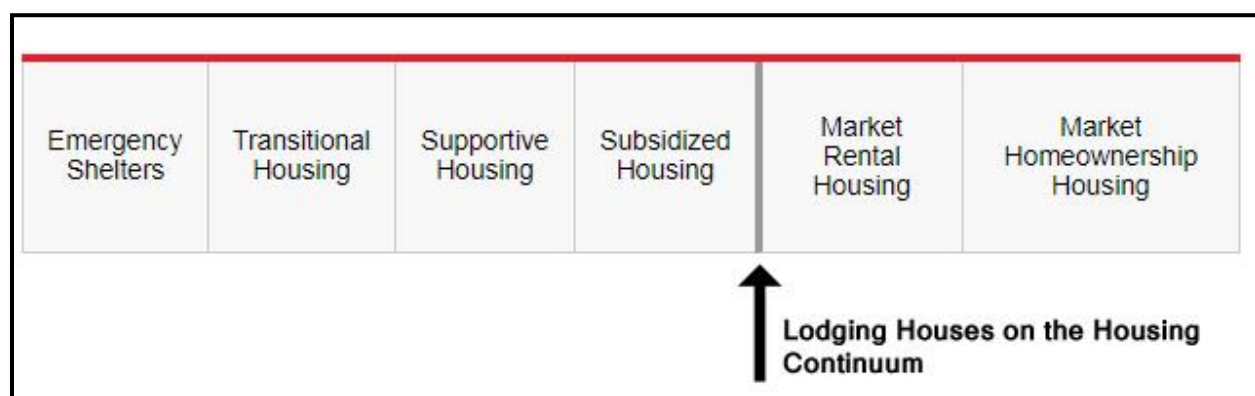 Emergency
Shelters
Transitional
Housing
Supportive
Housing
Subsidized
Housing
Market
Rental
Housing
Market
Homeownership
Housing
Lodging Houses on the Housing
Continuum